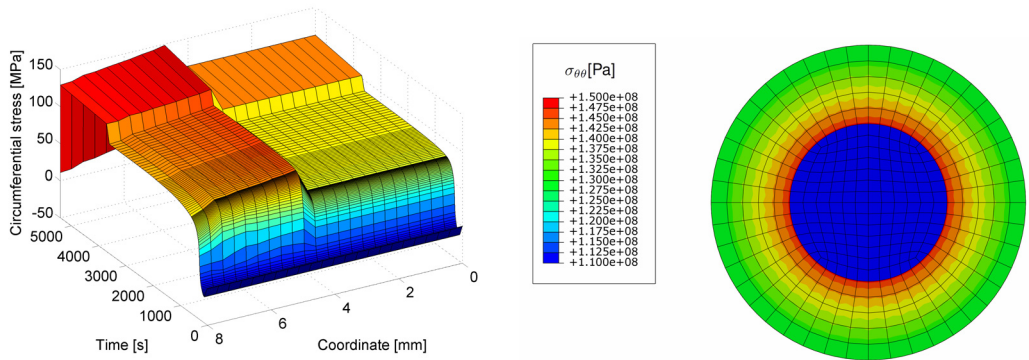 Circumferential stress [MPa]
150
100
50
0
-50
5000
4000
3000
2000
1000
0
Time [s]
8
6
4
2
0
Coordinate [mm]
σθθ[Pa]
+1.500e+08
+1.475e+08
+1.450e+08
+1.425e+08
+1.400e+08
+1.375e+08
+1.350e+08
+1.325e+08
+1.300e+08
+1.275e+08
+1.250e+08
+1.225e+08
+1.200e+08
+1.175e+08
+1.150e+08
+1.125e+08
+1.100e+08